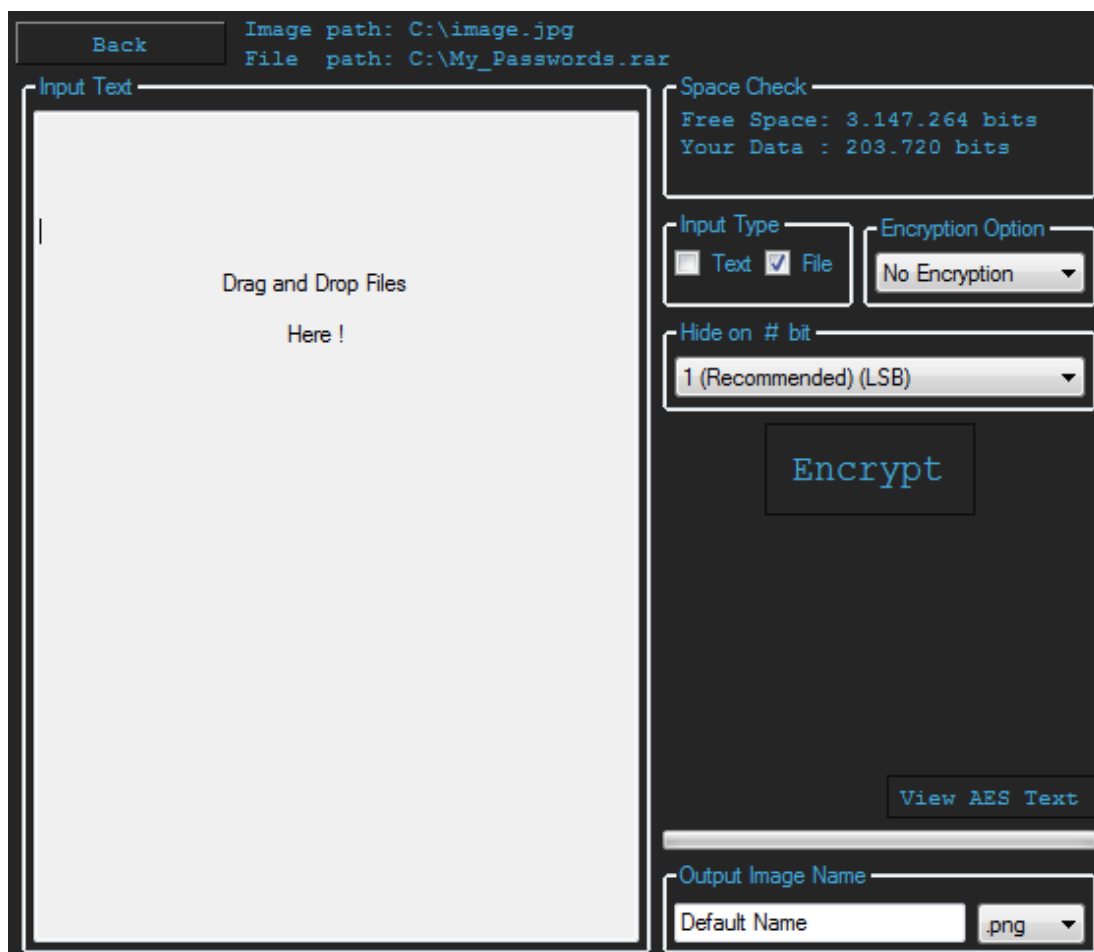 Back
Image path: C:\image.jpg
File  path: C:\My_Passwords.rar
Input Text
Drag and Drop Files
Here !
Space Check
Free Space: 3.147.264 bits
Your Data : 203.720 bits
Input Type
Text
File
Encryption Option
No Encryption
Hide on # bit
1 (Recommended) (LSB)
Encrypt
View AES Text
Output Image Name
Default Name
.png